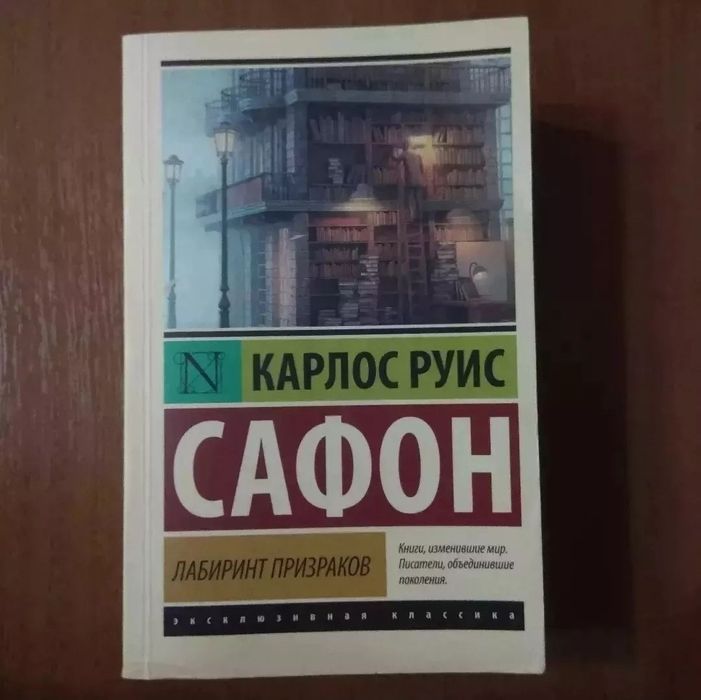 N КАРЛОС РУИС
САФОН
ЛАБИРИНТ ПРИЗРАКОВ
Книги, изменившие мир.
Писатели, объединившие
поколения.
эксклюзивная классика